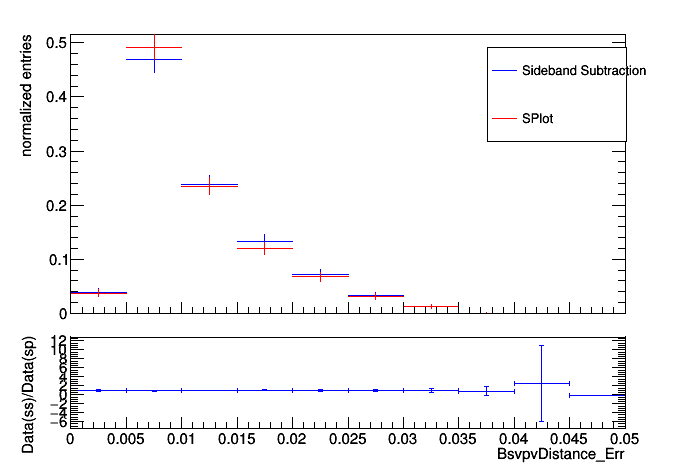 normalized entries
0.5
0.4
0.3
0.2
0.1
0
Sideband Subtraction
SPlot
Data(ss)/Data(sp)
12
10
8
6
4
2
0
−2
−4
−6
0 0.005 0.01 0.015 0.02 0.025 0.03 0.035 0.04 0.045 0.05
BsvpvDistance_Err